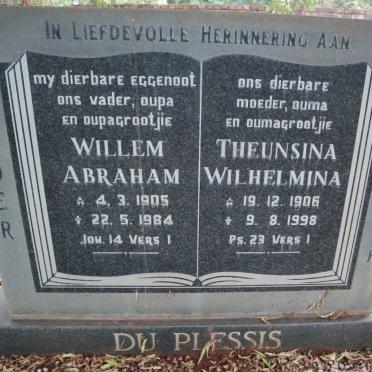 In Liefdevolle Herinnering Aan
my dierbare eggenoot
ons vader, oupa
en oupagrootjie
Willem
Abraham
☆ 4.3.1905
✝ 22.5.1984
Joh. 14 Vers 1
ons dierbare
moeder, ouma
en oumagrootjie
Theunsina
Wilhelmina
☆ 19.12.1906
✝ 9.8.1998
Ps. 23 Vers 1
Du Plessis